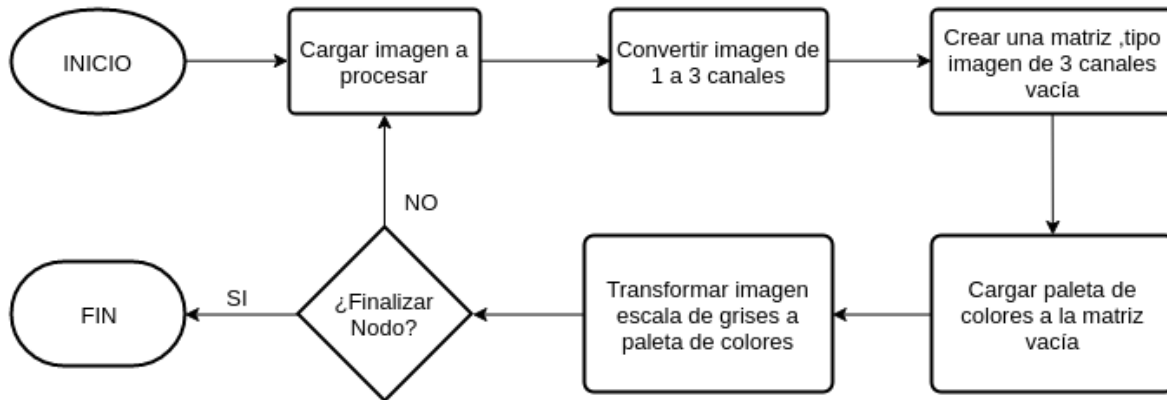 INICIO
Cargar imagen a
procesar
Convertir imagen de
1 a 3 canales
Crear una matriz ,tipo
imagen de 3 canales
vacía
Cargar paleta de
colores a la matriz
vacía
Transformar imagen
escala de grises a
paleta de colores
¿Finalizar
Nodo?
NO
SI
FIN